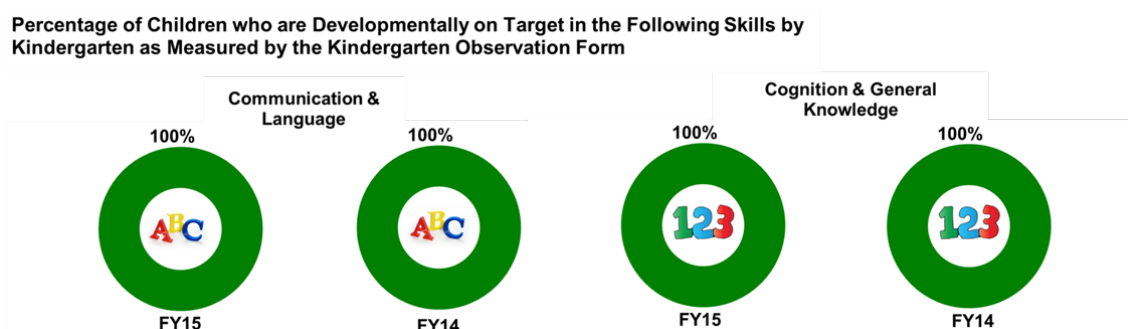 Percentage of Children who are Developmentally on Target in the Following Skills by
Kindergarten as Measured by the Kindergarten Observation Form
Communication &
Language
Cognition & General
Knowledge
100%
100%
100%
100%
ABC
ABC
123
123
FY15
FY14
FY15
FY14